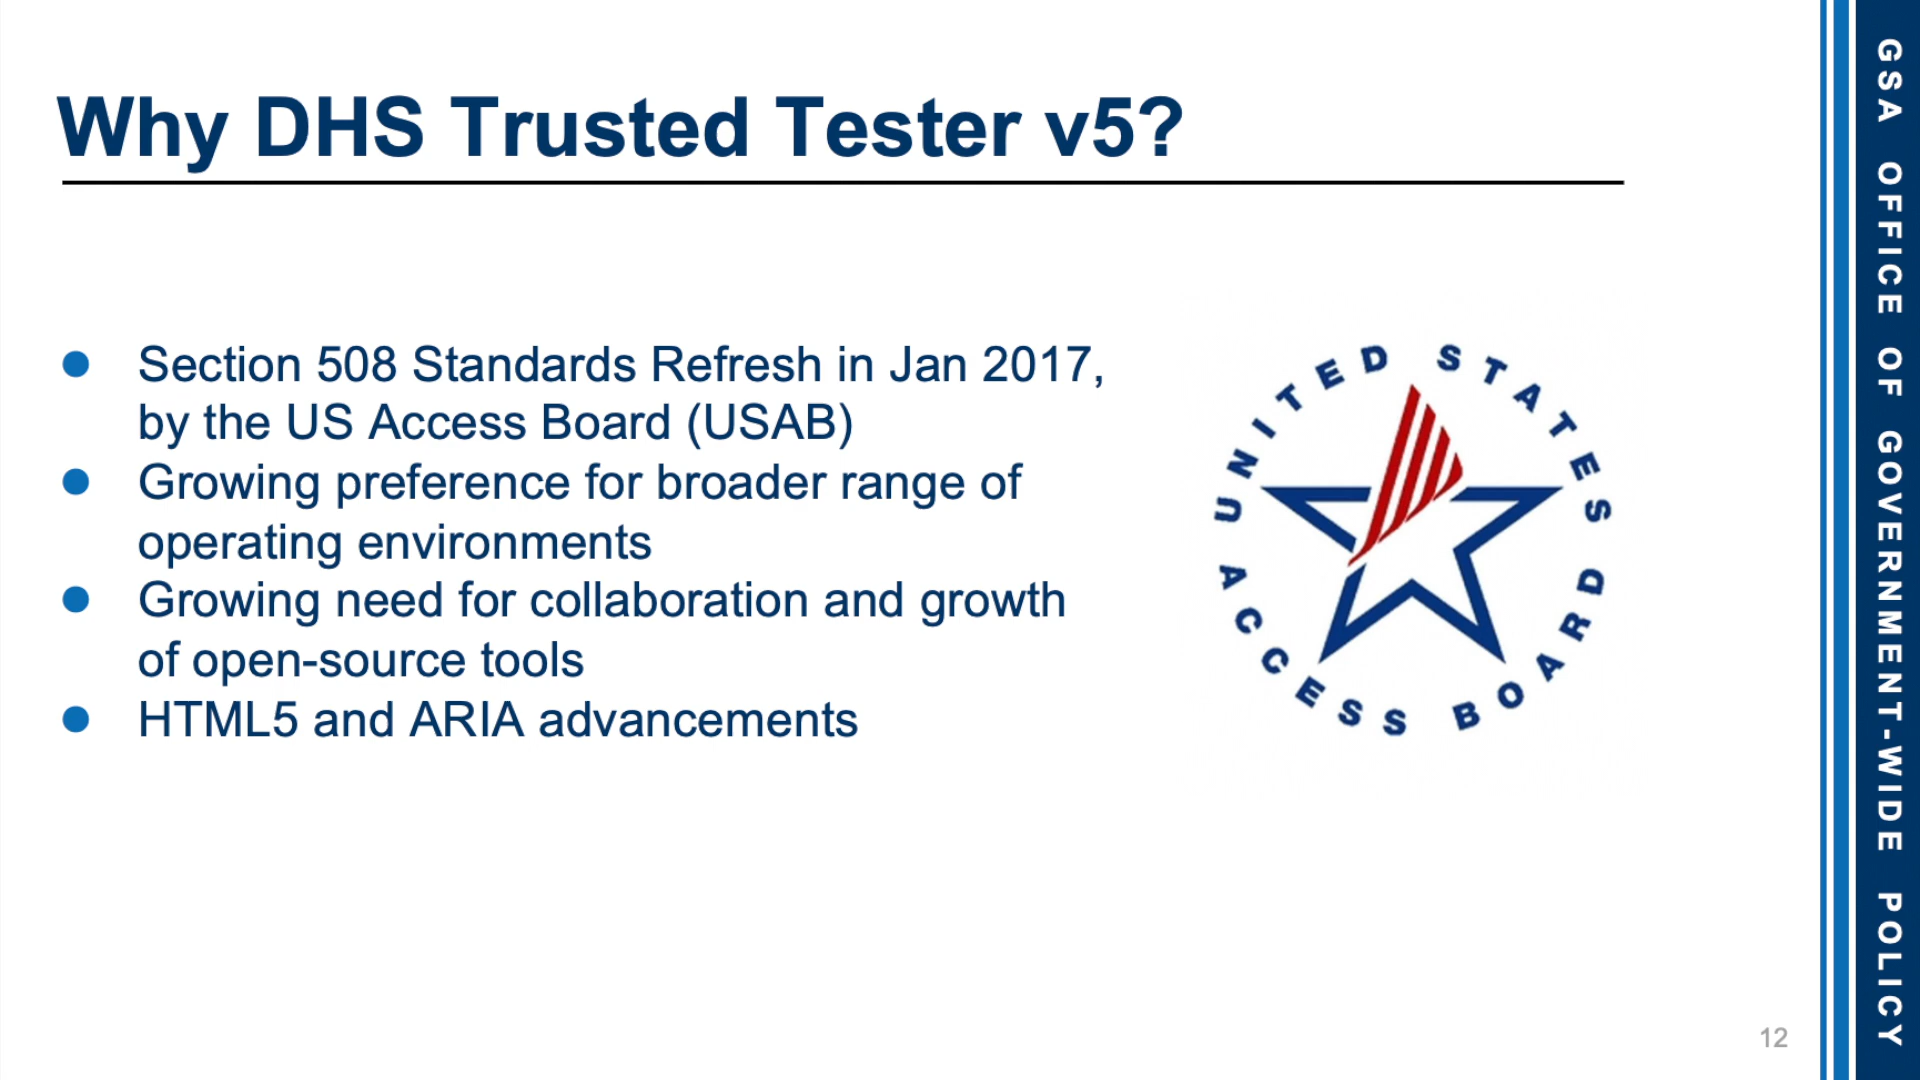 Why DHS Trusted Tester v5?
● Section 508 Standards Refresh in Jan 2017,
by the US Access Board (USAB)
● Growing preference for broader range of
operating environments
● Growing need for collaboration and growth
of open-source tools
● HTML5 and ARIA advancements
UNITED STATES
ACCESS BOARD
12
GSA OFFICE OF GOVERNMENT-WIDE POLICY